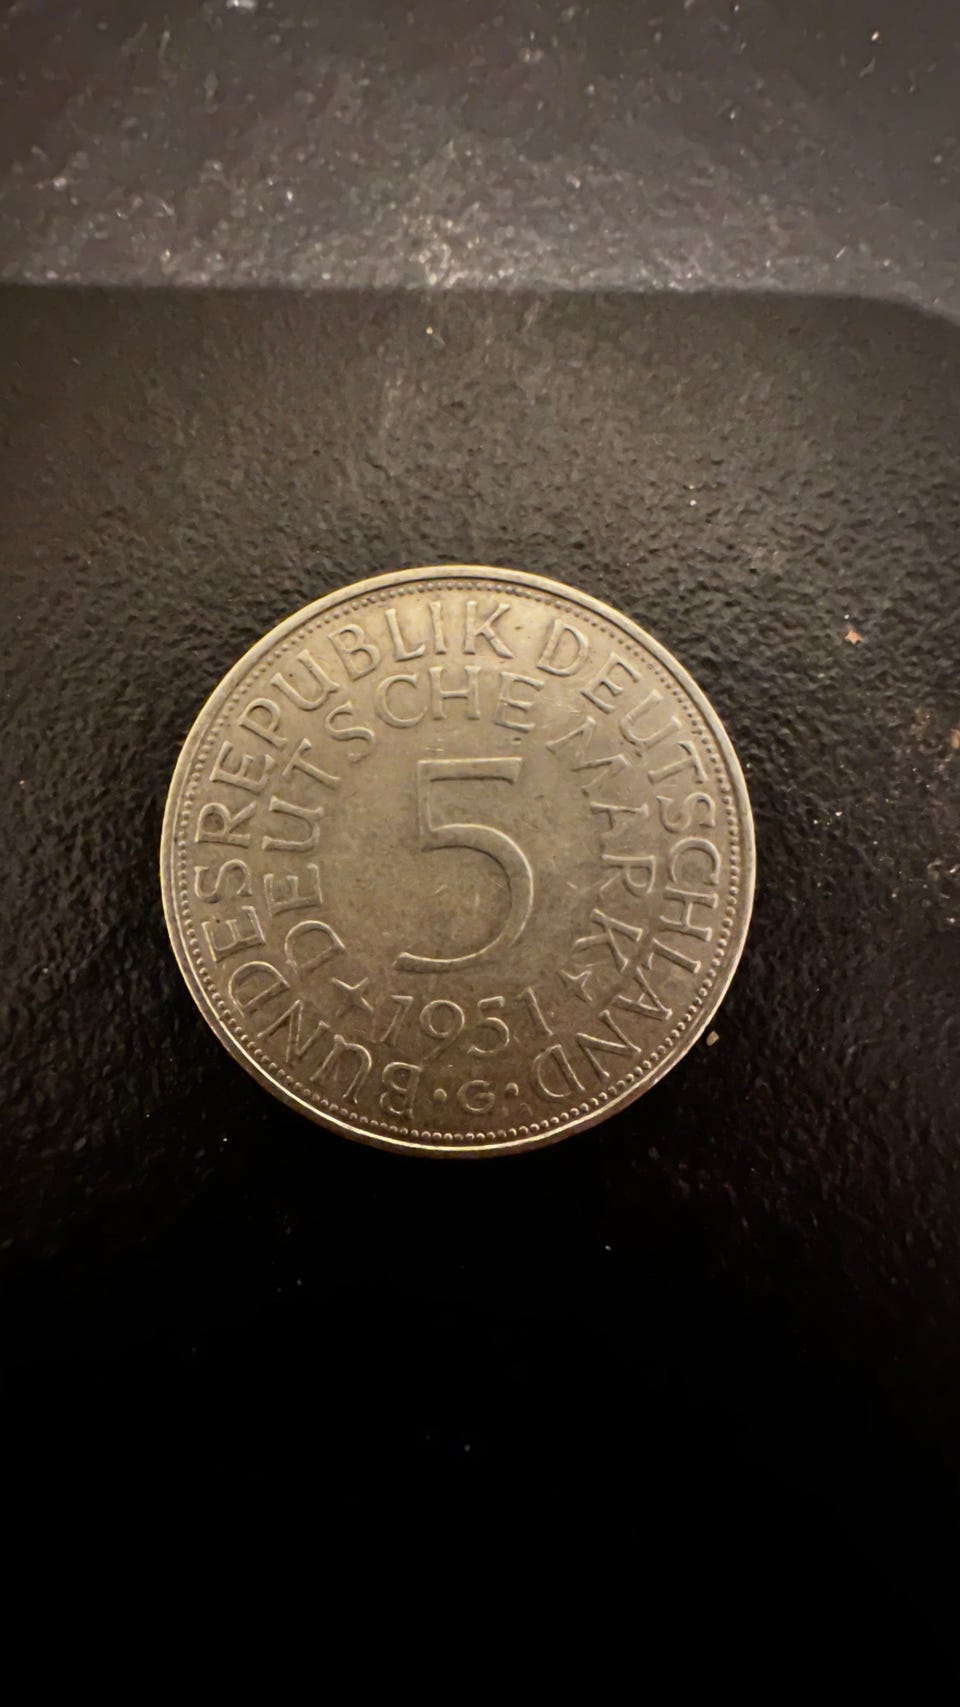 BUNDESREPUBLIK DEUTSCHLAND
DEUTSCHE MARK
5
1951
·G·